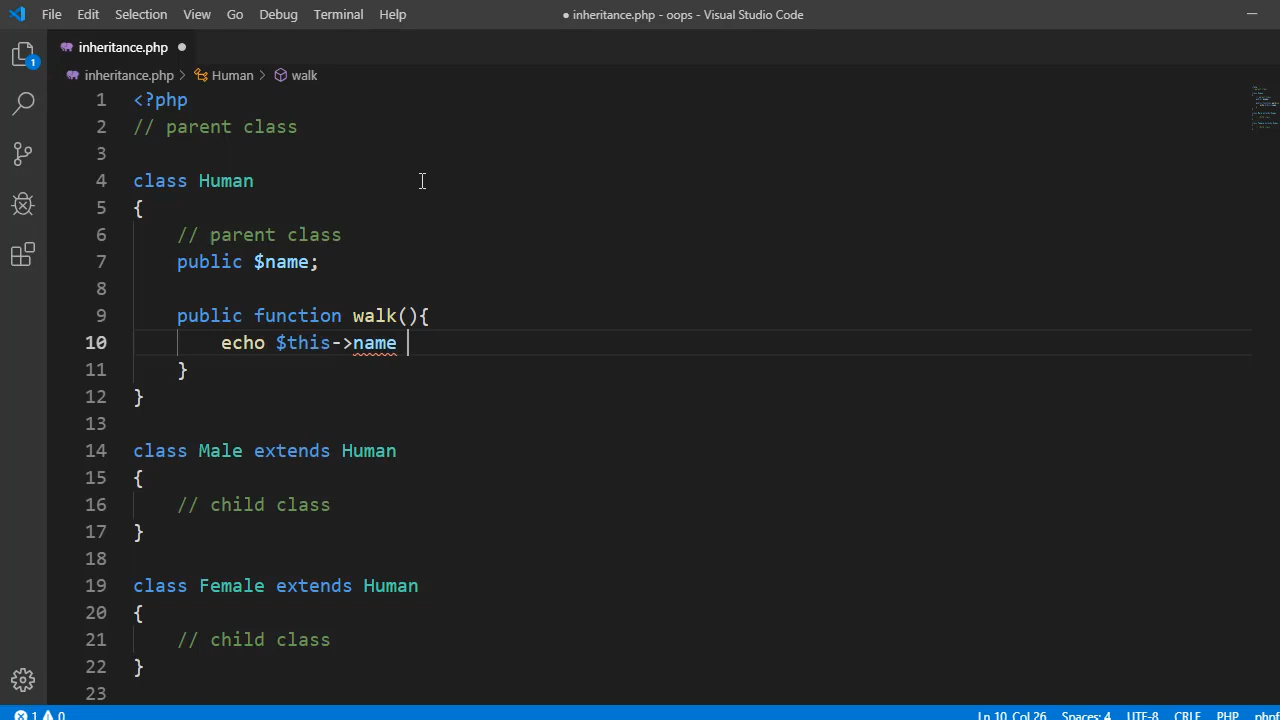 File Edit Selection View Go Debug Terminal Help ● inheritance.php - oops - Visual Studio Code
inheritance.php ●
inheritance.php > Human > walk
1
1 <?php
2 // parent class
3
4 class Human
5 {
6 // parent class
7 public $name;
8
9 public function walk(){
10 echo $this->name
11 }
12 }
13
14 class Male extends Human
15 {
16 // child class
17 }
18
19 class Female extends Human
20 {
21 // child class
22 }
23
1 0 Ln 10, Col 26 Spaces: 4 UTF-8 CRLF PHP